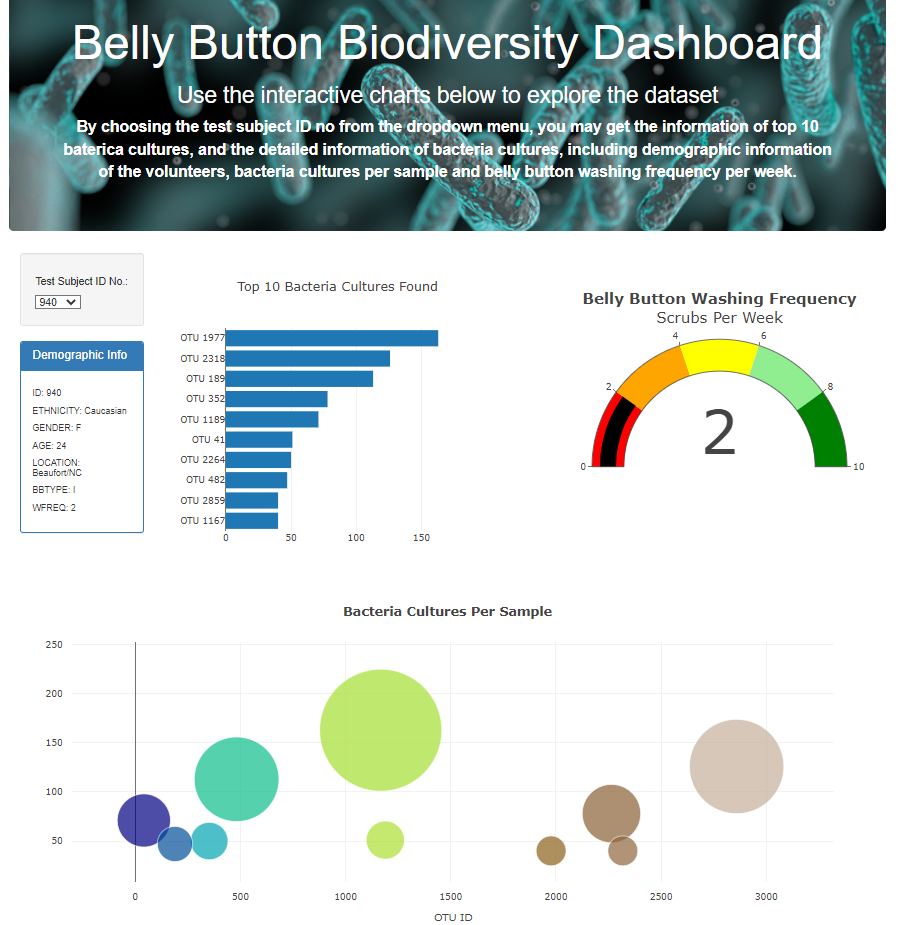 Belly Button Biodiversity Dashboard
Use the interactive charts below to explore the dataset
By choosing the test subject ID no from the dropdown menu, you may get the information of top 10
baterica cultures, and the detailed information of bacteria cultures, including demographic information
of the volunteers, bacteria cultures per sample and belly button washing frequency per week.
Test Subject ID No.:
940
Demographic Info
ID: 940
ETHNICITY: Caucasian
GENDER: F
AGE: 24
LOCATION:
Beaufort/NC
BBTYPE: I
WFREQ: 2
Top 10 Bacteria Cultures Found
OTU 1977
OTU 2318
OTU 189
OTU 352
OTU 1189
OTU 41
OTU 2264
OTU 482
OTU 2859
OTU 1167
0 50 100 150
Belly Button Washing Frequency
Scrubs Per Week
4 6
2 8
2
0 10
Bacteria Cultures Per Sample
250
200
150
100
50
0 500 1000 1500 2000 2500 3000
OTU ID